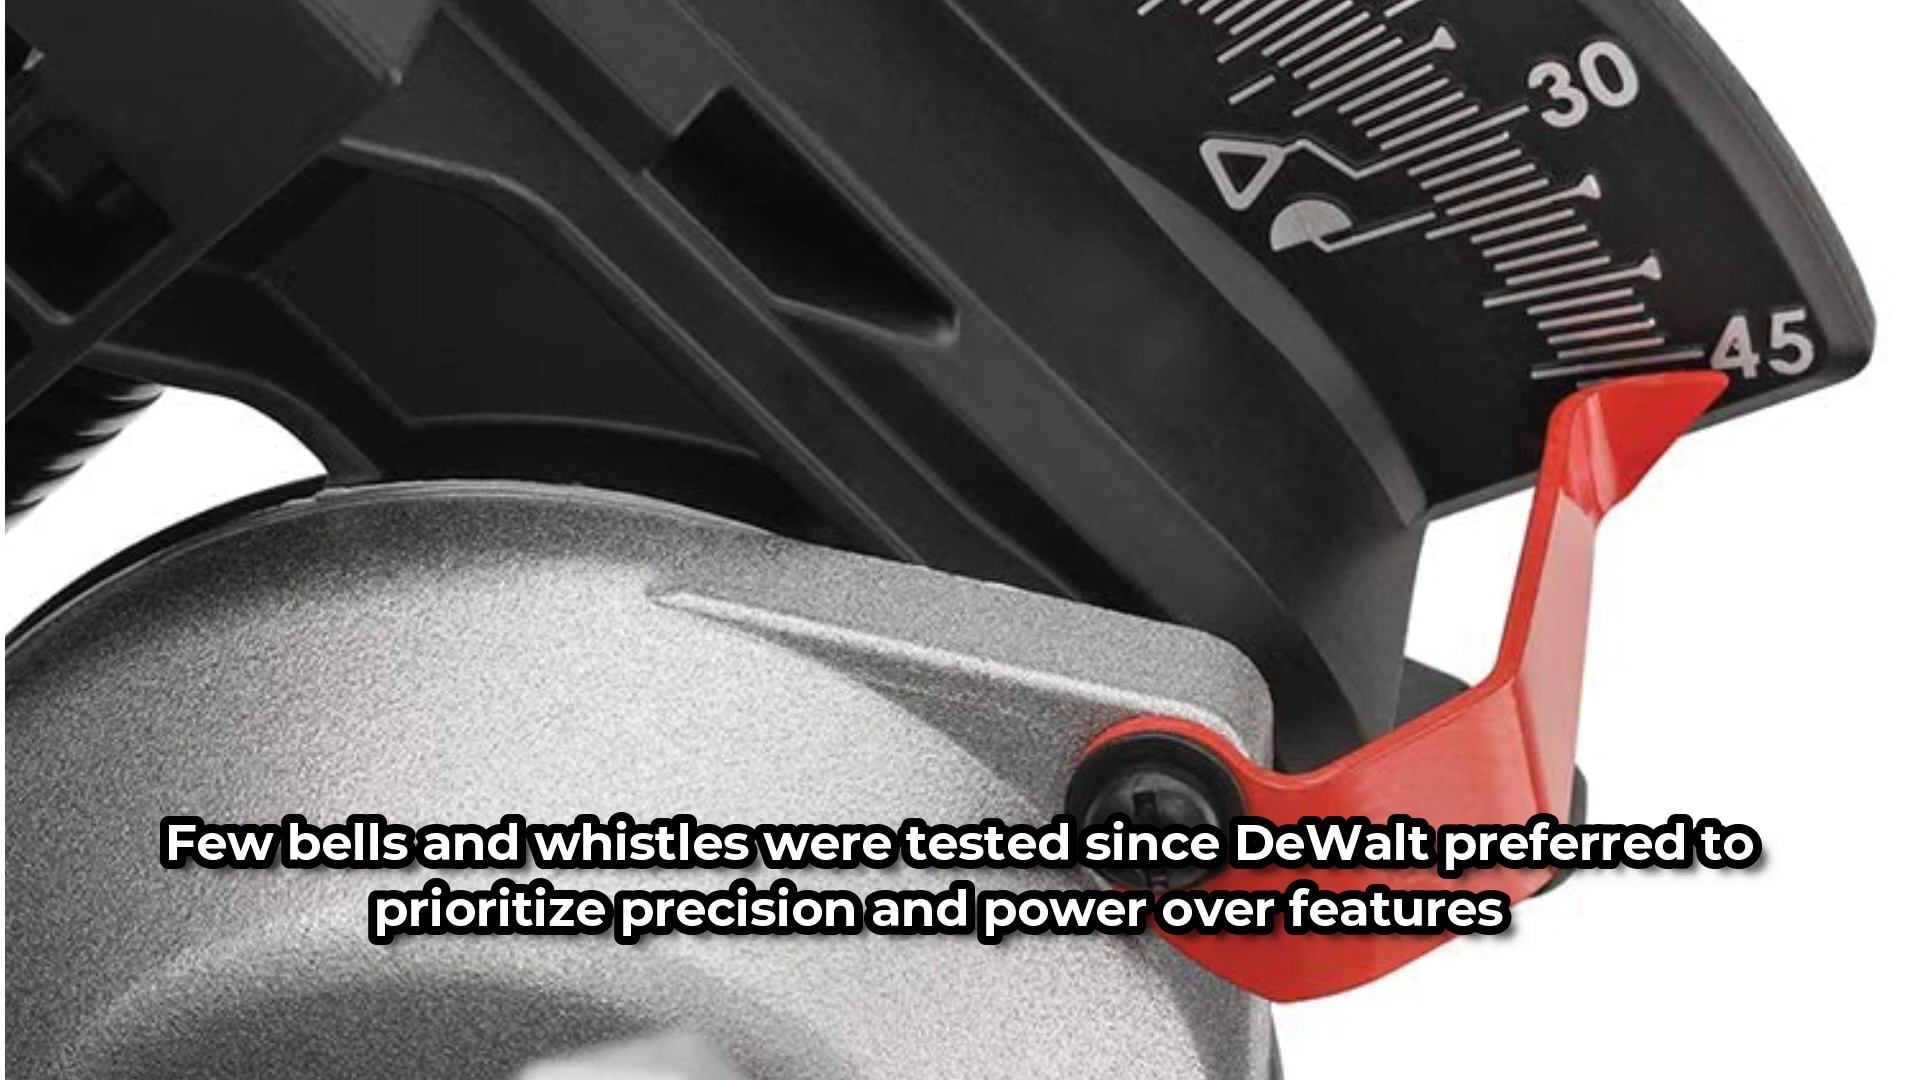 30
45
Few bells and whistles were tested since DeWalt preferred to
prioritize precision and power over features